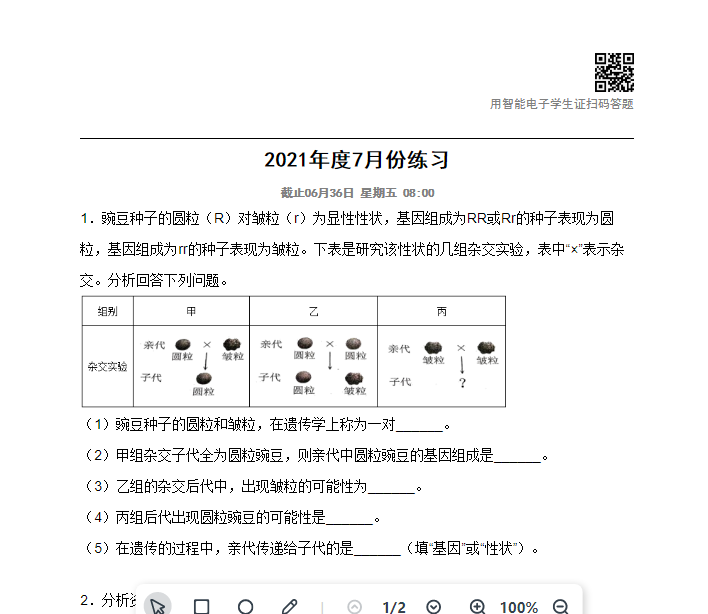 用智能电子学生证扫码答题
2021年度7月份练习
截止06月36日 星期五 08:00
1．豌豆种子的圆粒（R）对皱粒（r）为显性性状，基因组成为RR或Rr的种子表现为圆
粒，基因组成为rr的种子表现为皱粒。下表是研究该性状的几组杂交实验，表中“×”表示杂
交。分析回答下列问题。
组别 甲 乙 丙
杂交实验
亲代 × 圆粒 皱粒
子代 圆粒
亲代 × 圆粒 圆粒
子代 圆粒 皱粒
亲代 × 皱粒 皱粒
子代 ?
（1）豌豆种子的圆粒和皱粒，在遗传学上称为一对______。
（2）甲组杂交子代全为圆粒豌豆，则亲代中圆粒豌豆的基因组成是______。
（3）乙组的杂交后代中，出现皱粒的可能性为______。
（4）丙组后代出现圆粒豌豆的可能性是______。
（5）在遗传的过程中，亲代传递给子代的是______（填“基因”或“性状”）。
2．分析
1/2 100%